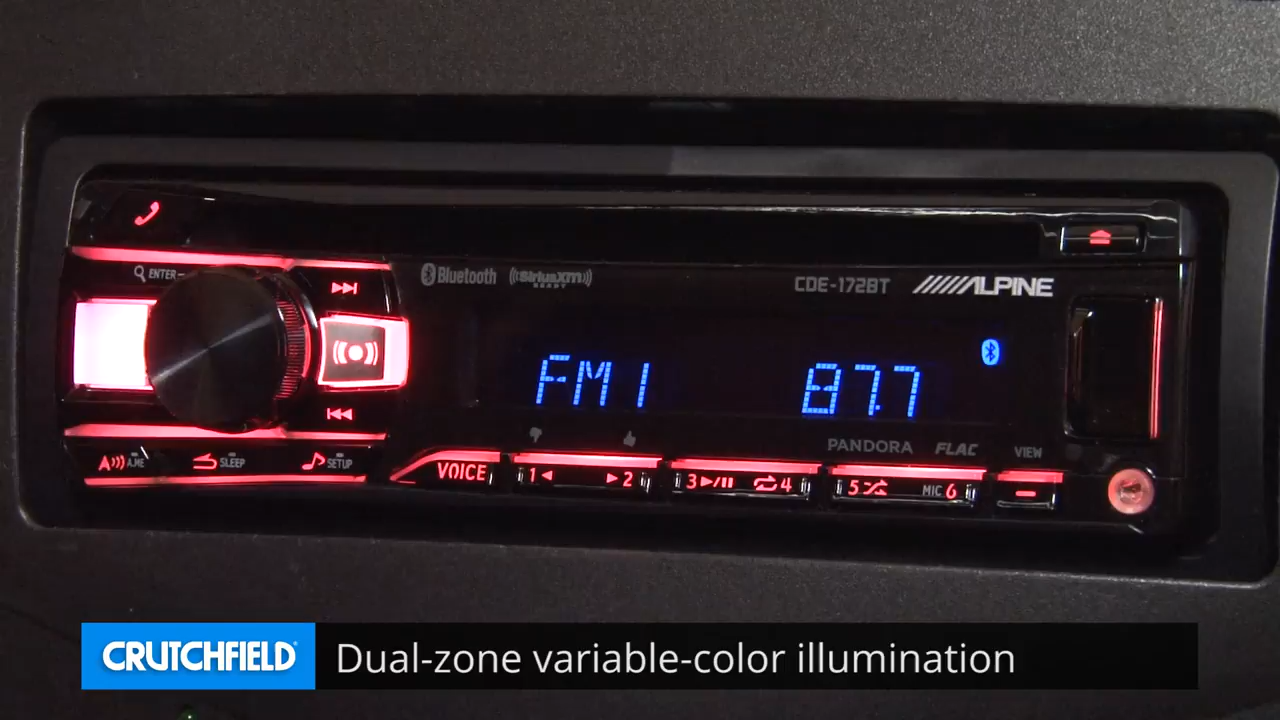 ENTER
Bluetooth
SiriusXM
READY
CDE-172BT
ALPINE
FM1 87.7
PANDORA FLAC VIEW
A.ME SLEEP SETUP
VOICE 1 2 3 4 5 MIC 6
CRUTCHFIELD
Dual-zone variable-color illumination